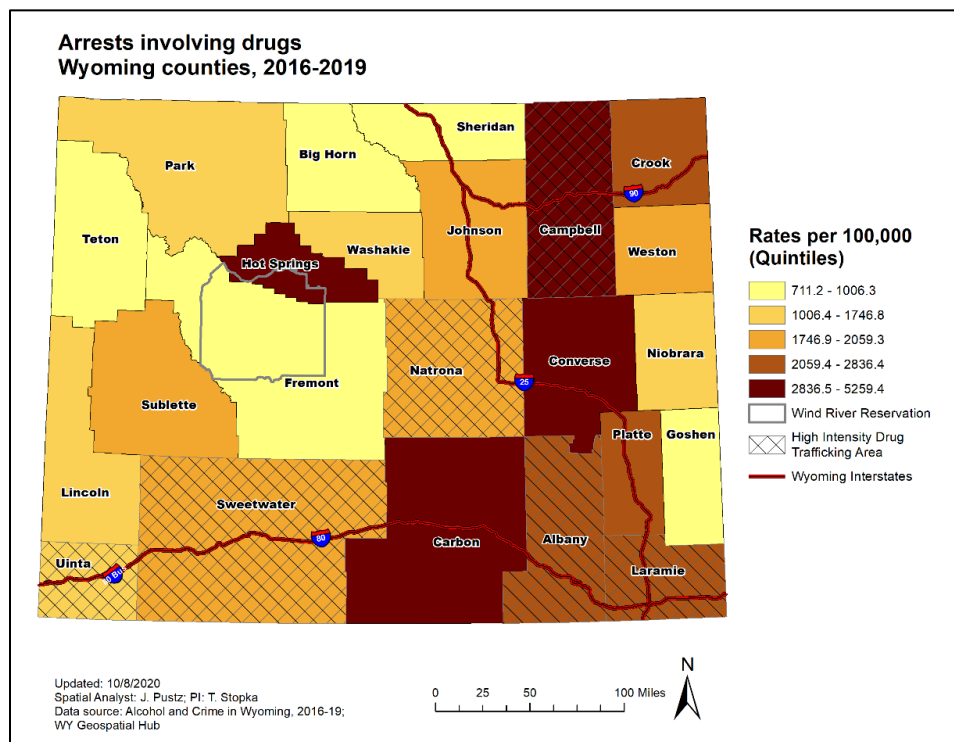 Arrests involving drugs
Wyoming counties, 2016-2019
Sheridan
Big Horn
Park
Crook
90
Teton
Johnson
Campbell
Washakie
Weston
Hot Springs
Converse
Niobrara
Natrona
25
Fremont
Sublette
Platte
Goshen
Lincoln
Sweetwater
80
Carbon
Albany
Uinta
Laramie
Rates per 100,000
(Quintiles)
711.2 - 1006.3
1006.4 - 1746.8
1746.9 - 2059.3
2059.4 - 2836.4
2836.5 - 5259.4
Wind River Reservation
High Intensity Drug
Trafficking Area
Wyoming Interstates
Updated: 10/8/2020
Spatial Analyst: J. Pustz; PI: T. Stopka
Data source: Alcohol and Crime in Wyoming, 2016-19;
WY Geospatial Hub
0 25 50 100 Miles
N